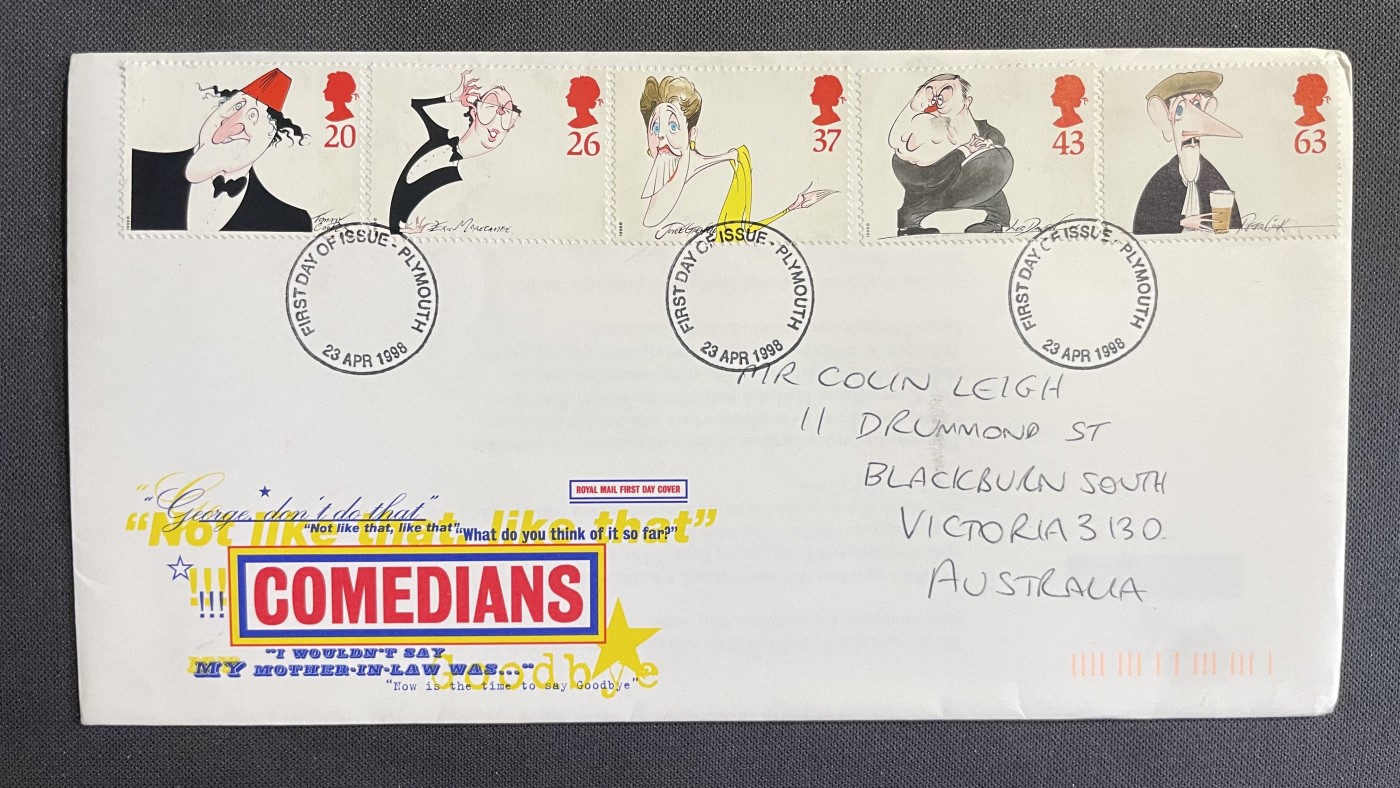 20
26
37
43
63
Tommy Cooper
Eric Morecambe
Joyce Grenfell
Les Dawson
Peter Cook
FIRST DAY OF ISSUE - PLYMOUTH
23 APR 1998
FIRST DAY OF ISSUE - PLYMOUTH
23 APR 1998
FIRST DAY OF ISSUE - PLYMOUTH
23 APR 1998
MR COLIN LEIGH
11 DRUMMOND ST
BLACKBURN SOUTH
VICTORIA 3130.
AUSTRALIA
ROYAL MAIL FIRST DAY COVER
"George, don't do that"
"Not like that, like that"
"Not like that, like that"
"What do you think of it so far?"
!!!
!!!
COMEDIANS
"I WOULDN'T SAY
MY MOTHER-IN-LAW WAS..."
Goodbye
"Now is the time to say Goodbye"